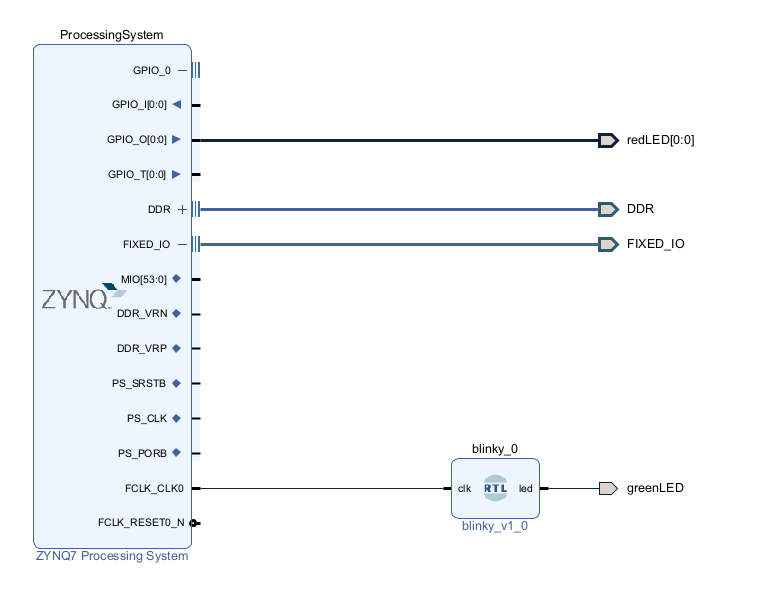 ProcessingSystem
GPIO_0
GPIO_I[0:0]
GPIO_O[0:0]
redLED[0:0]
GPIO_T[0:0]
DDR
DDR
FIXED_IO
FIXED_IO
MIO[53:0]
ZYNQ
DDR_VRN
DDR_VRP
PS_SRSTB
PS_CLK
PS_PORB
blinky_0
FCLK_CLK0
clk RTL led
greenLED
FCLK_RESET0_N
blinky_v1_0
ZYNQ7 Processing System